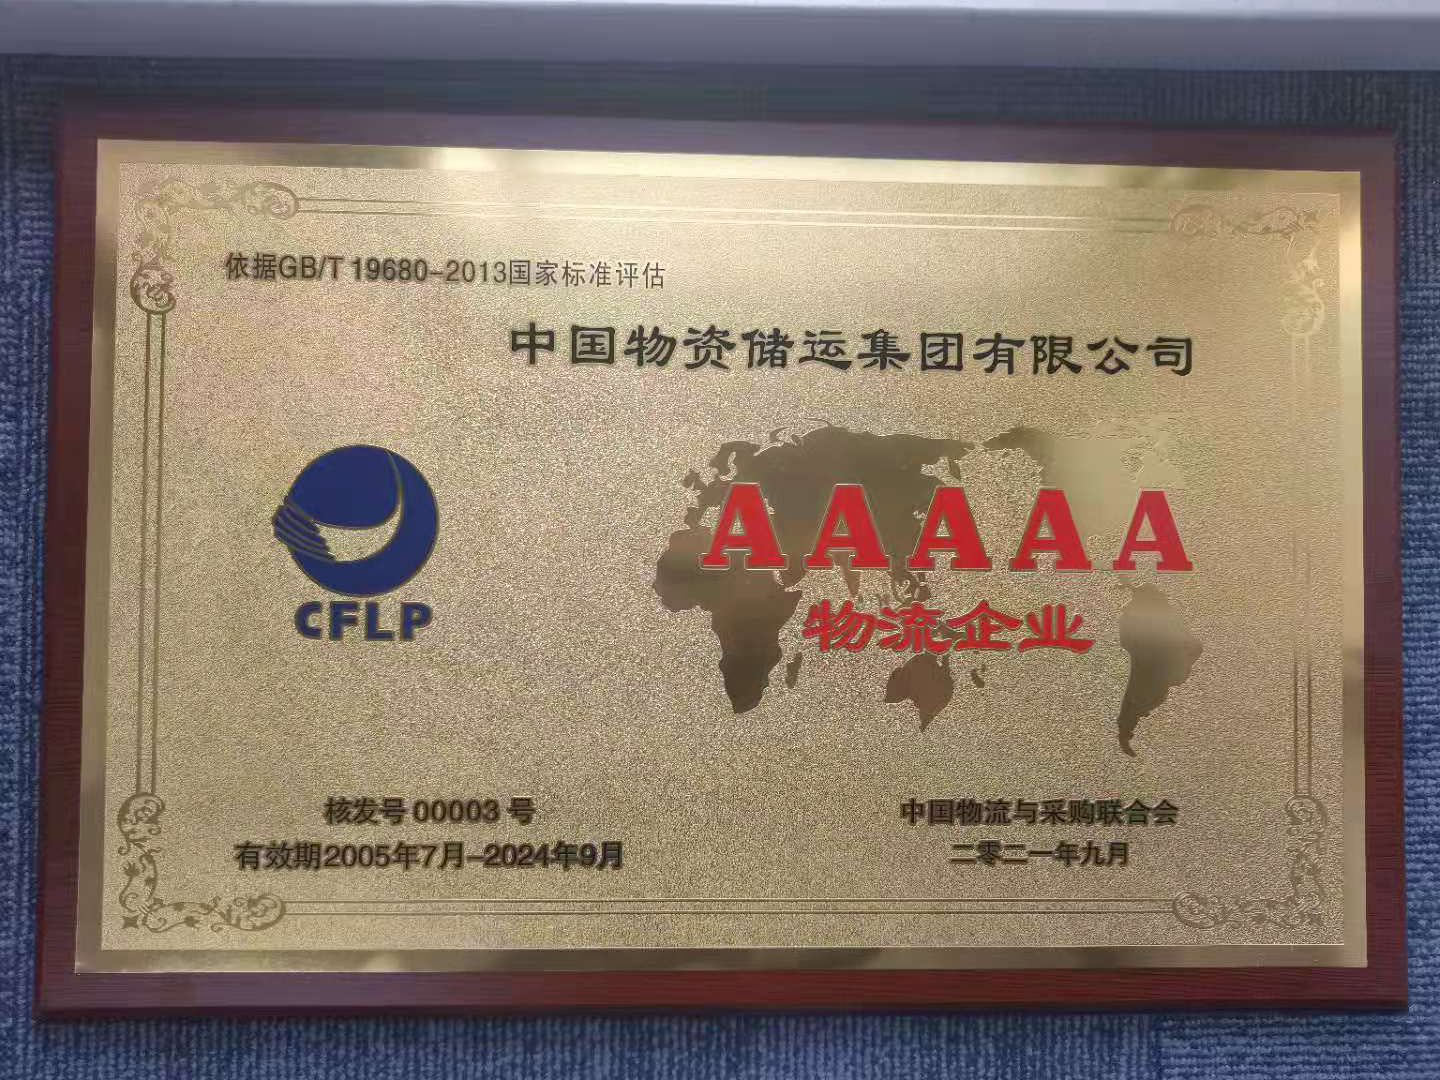 依据GB/T 19680-2013国家标准评估
中国物资储运集团有限公司
AAAAA
物流企业
CFLP
核发号 00003 号
有效期2005年7月-2024年9月
中国物流与采购联合会
二零二一年九月